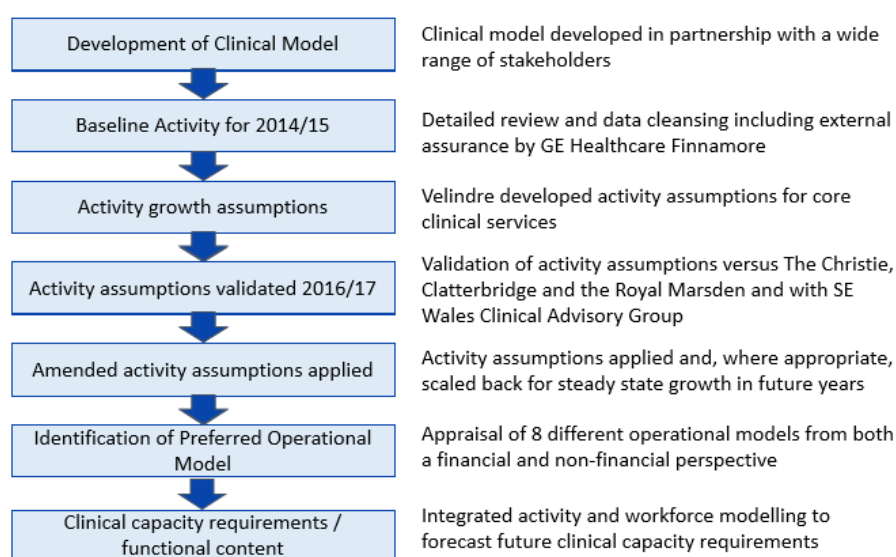 Development of Clinical Model
Clinical model developed in partnership with a wide
range of stakeholders
Baseline Activity for 2014/15
Detailed review and data cleansing including external
assurance by GE Healthcare Finnamore
Activity growth assumptions
Velindre developed activity assumptions for core
clinical services
Activity assumptions validated 2016/17
Validation of activity assumptions versus The Christie,
Clatterbridge and the Royal Marsden and with SE
Wales Clinical Advisory Group
Amended activity assumptions applied
Activity assumptions applied and, where appropriate,
scaled back for steady state growth in future years
Identification of Preferred Operational
Model
Appraisal of 8 different operational models from both
a financial and non-financial perspective
Clinical capacity requirements /
functional content
Integrated activity and workforce modelling to
forecast future clinical capacity requirements